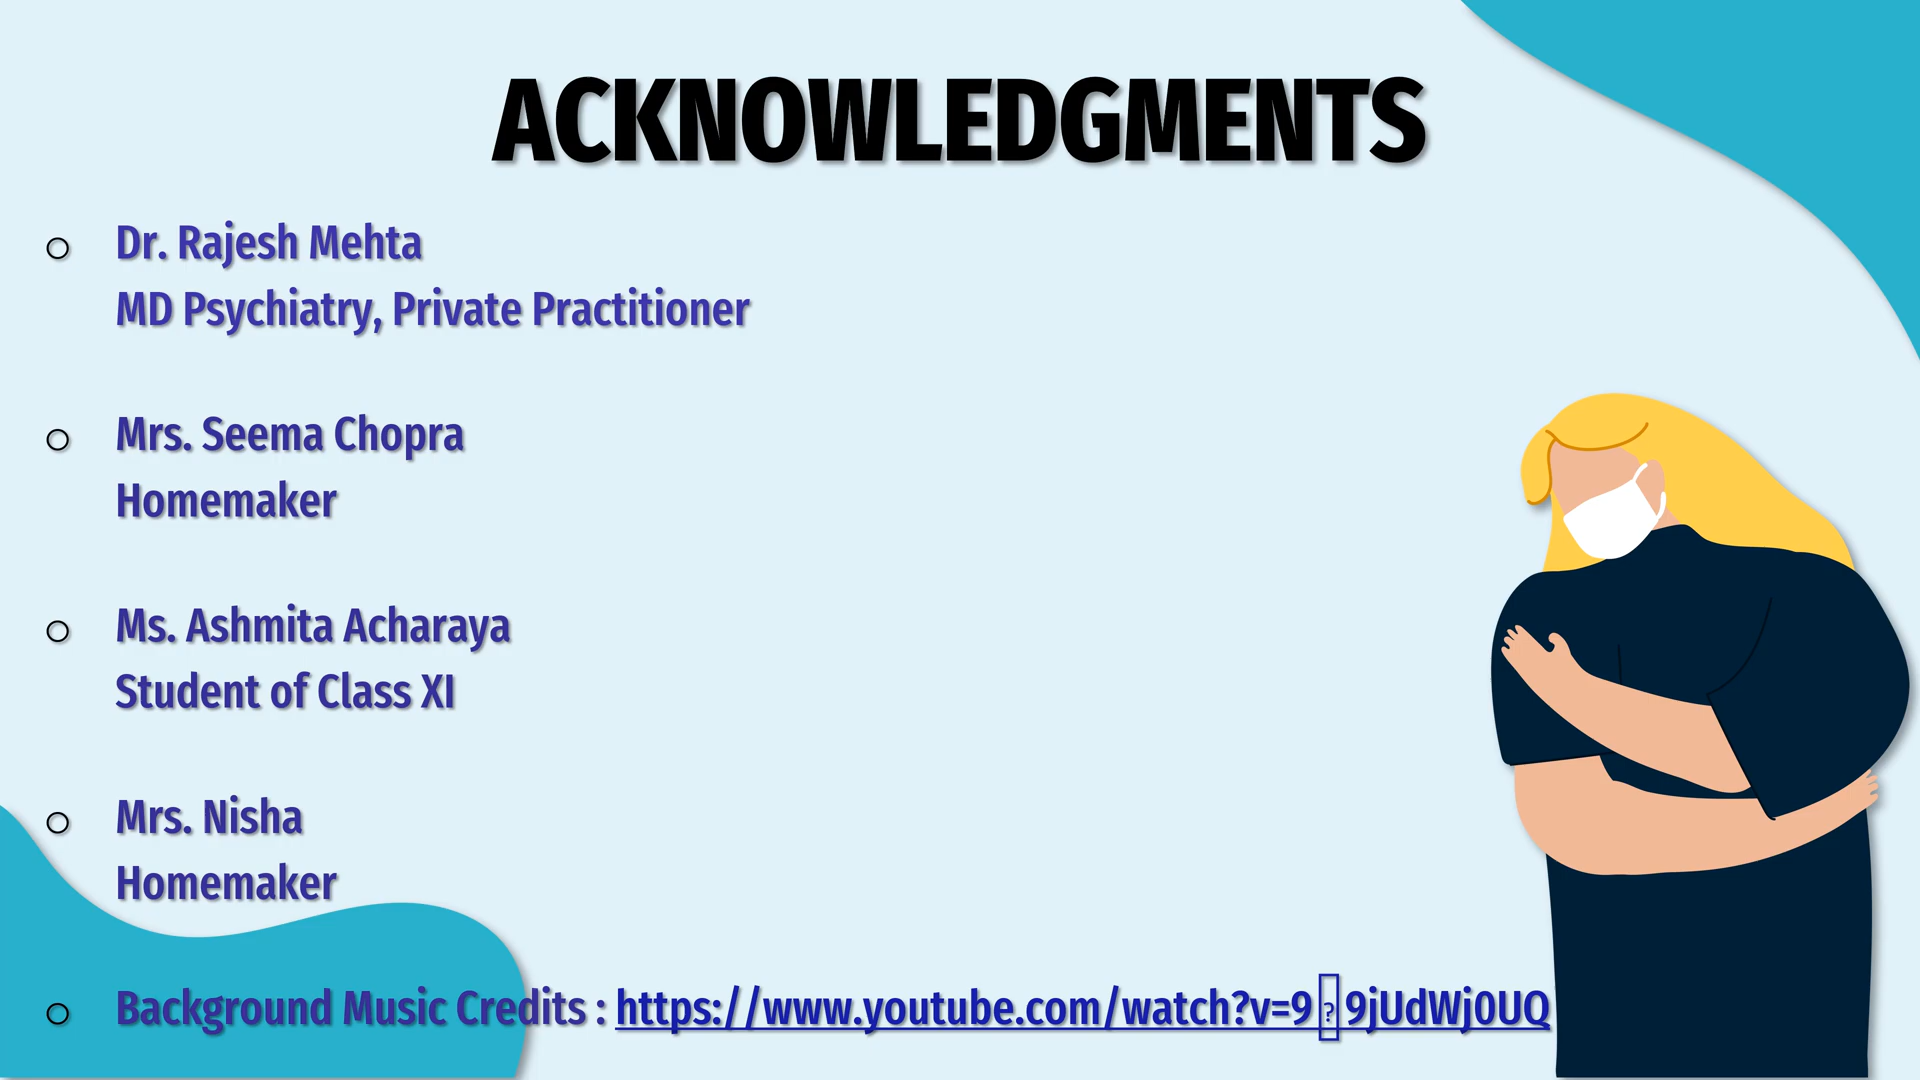 ACKNOWLEDGMENTS
Dr. Rajesh Mehta
MD Psychiatry, Private Practitioner
Mrs. Seema Chopra
Homemaker
Ms. Ashmita Acharaya
Student of Class XI
Mrs. Nisha
Homemaker
Background Music Credits : https://www.youtube.com/watch?v=9�9jUdWj0UQ